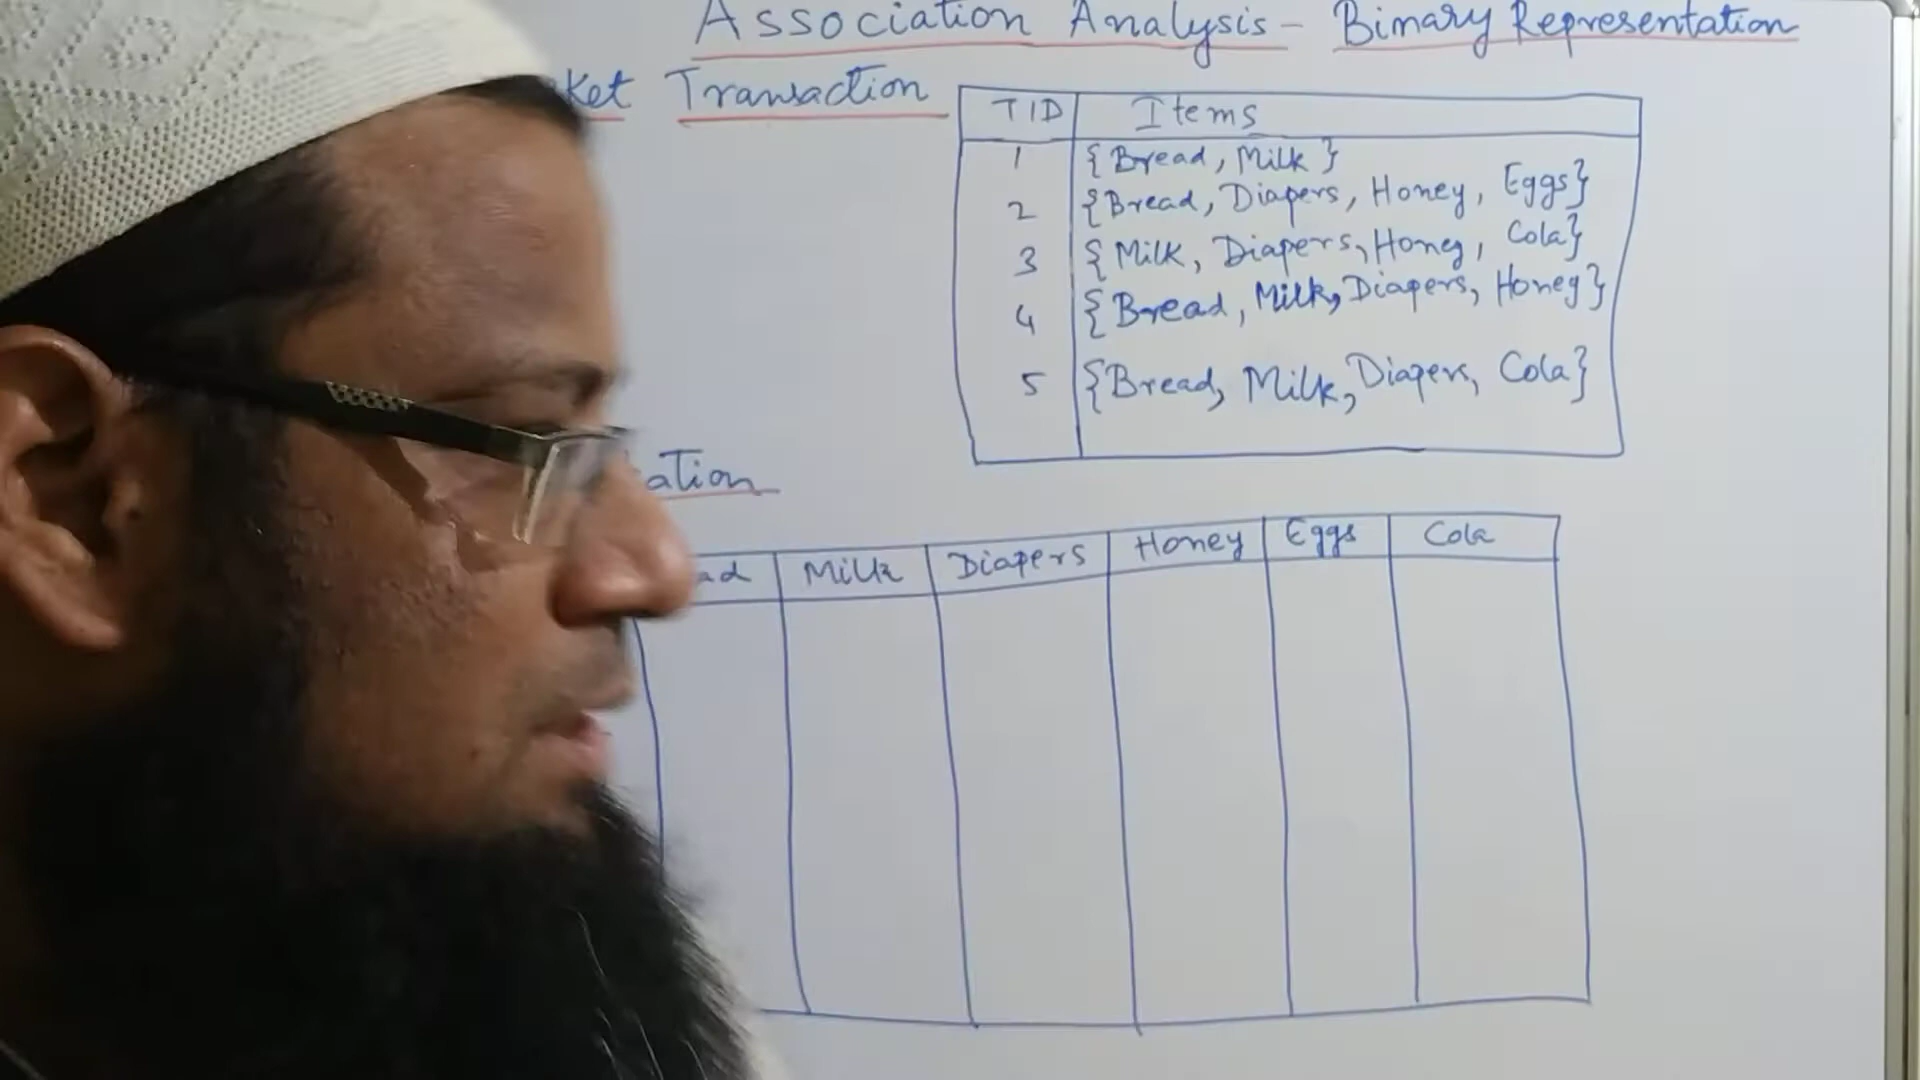 Association Analysis - Binary Representation
Transaction
TID Items
1 {Bread, Milk}
2 {Bread, Diapers, Honey, Eggs}
3 {Milk, Diapers, Honey, Cola}
4 {Bread, Milk, Diapers, Honey}
5 {Bread, Milk, Diapers, Cola}
Milk Diapers Honey Eggs Cola